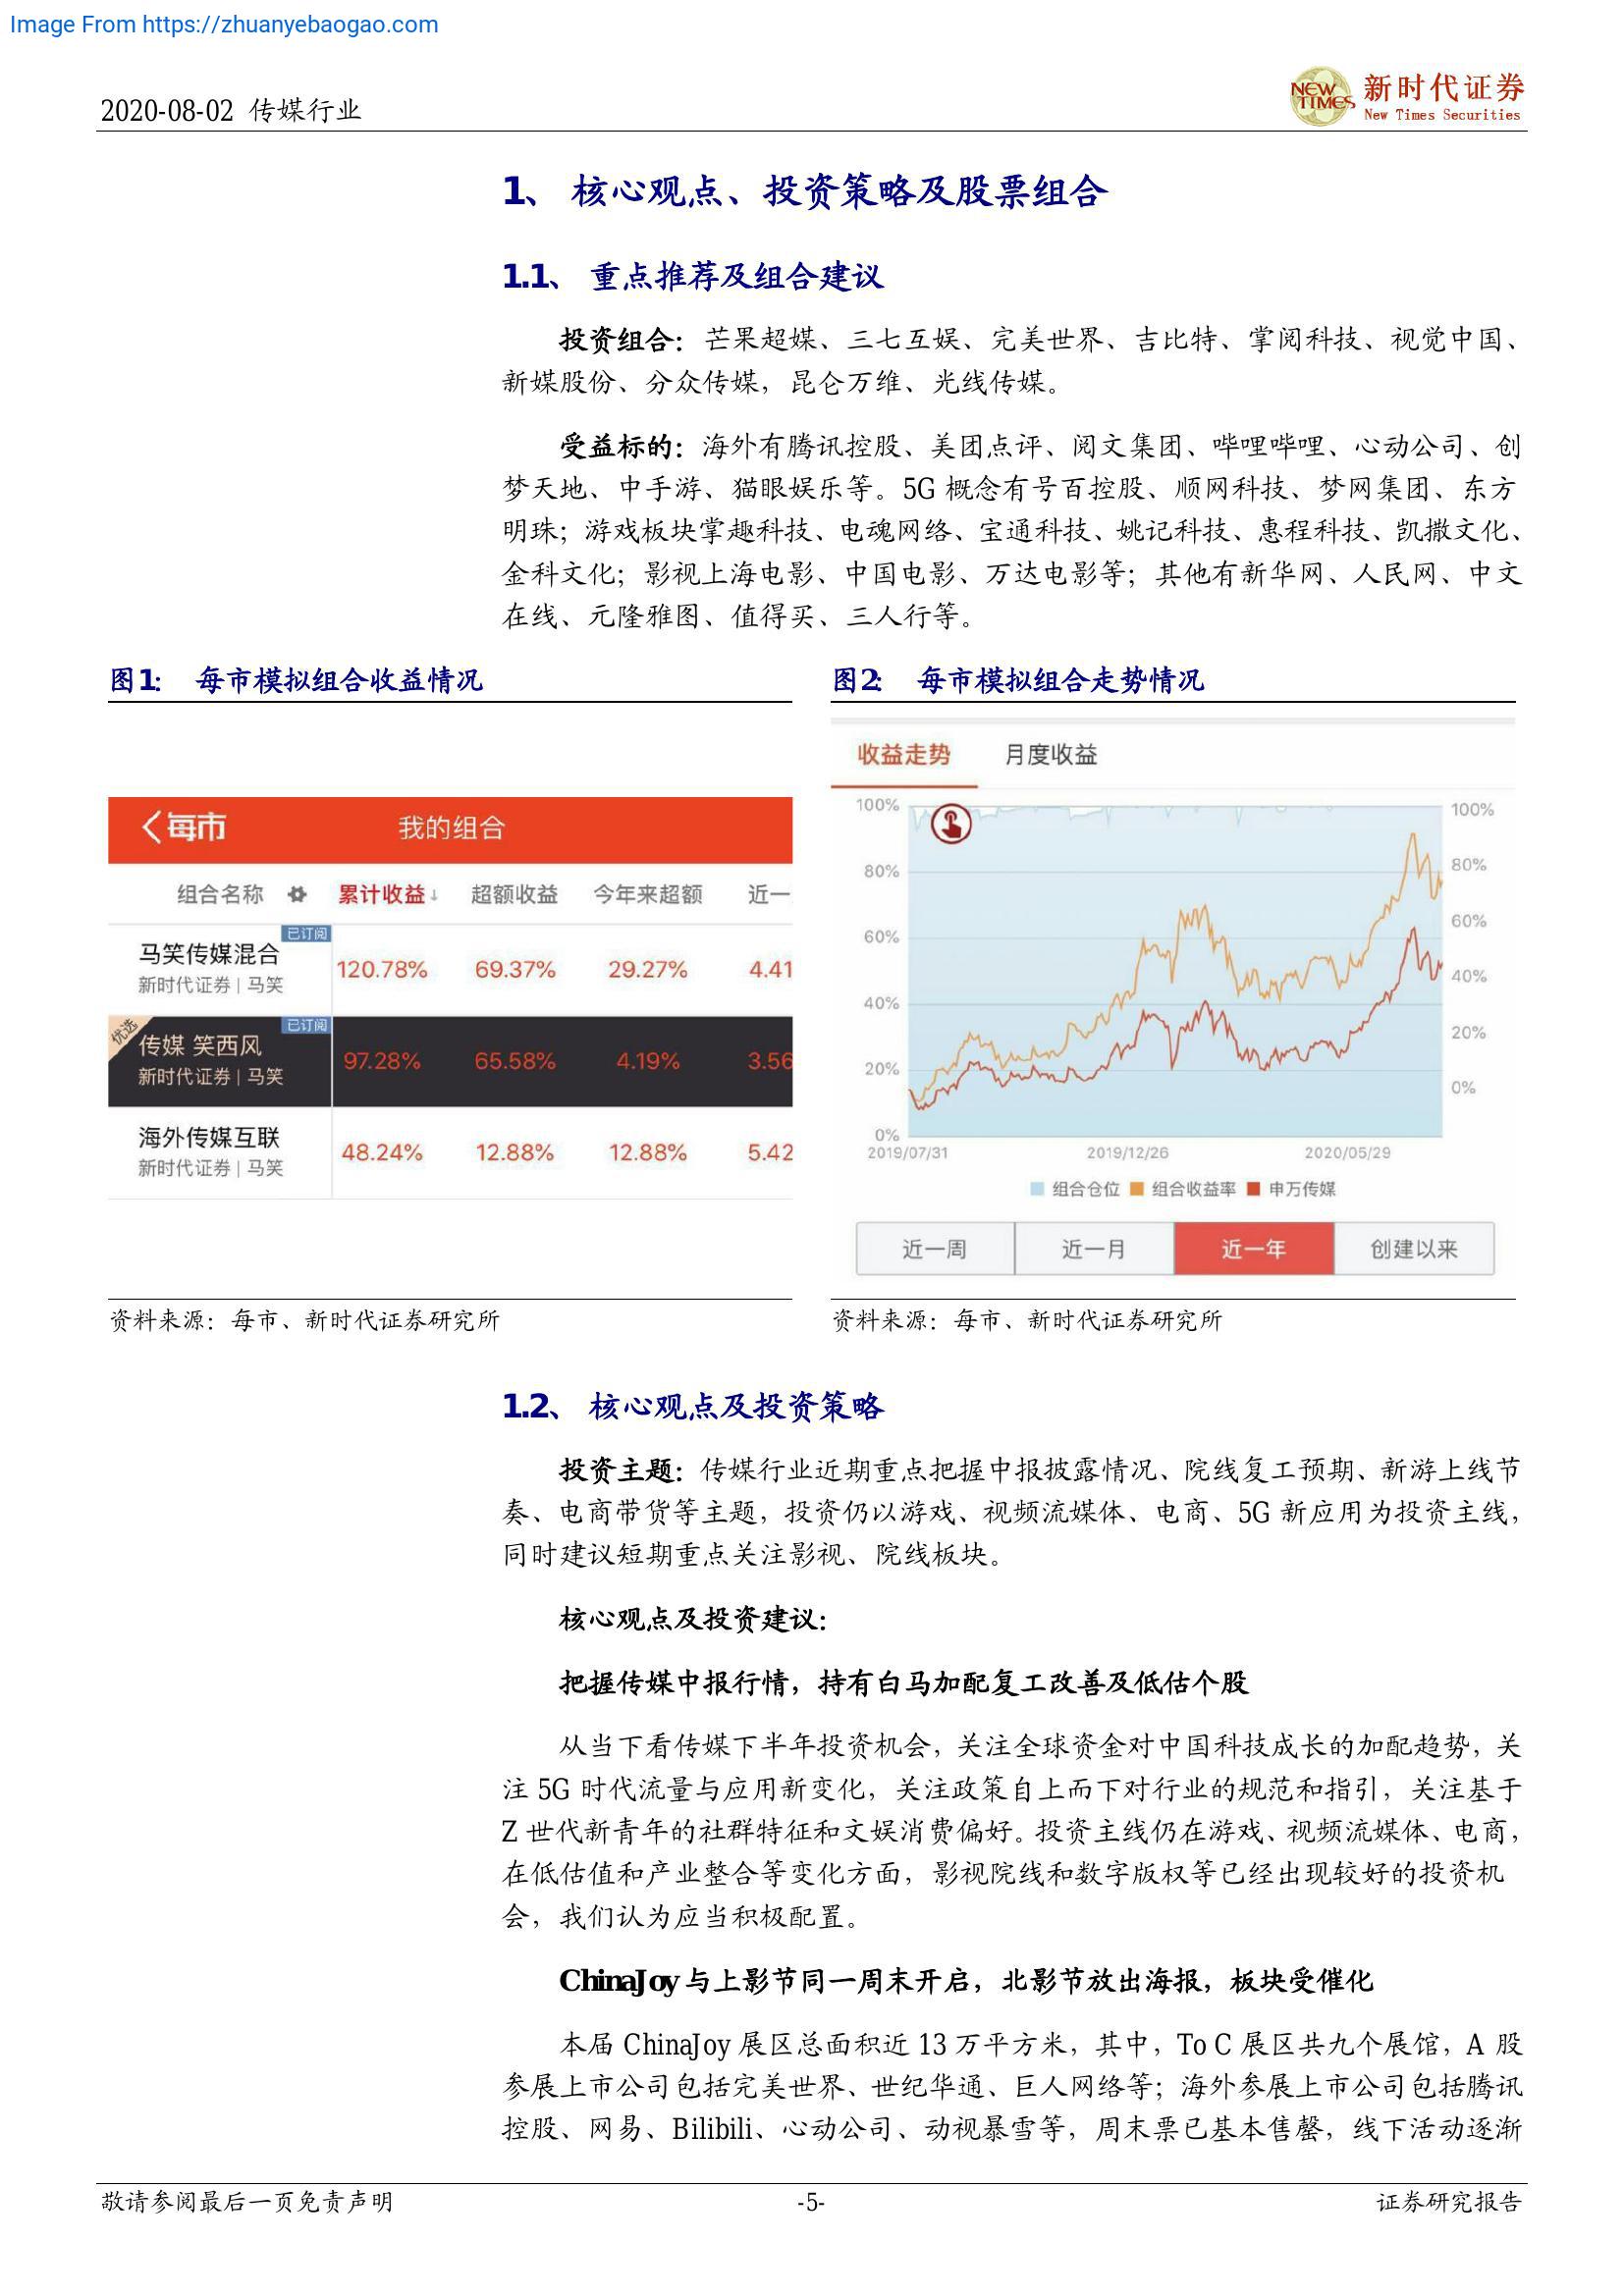 Image From https://zhuanyebaogao.com
2020-08-02 传媒行业
NEW TIMES
新时代证券
New Times Securities
1、 核心观点、投资策略及股票组合
1.1、 重点推荐及组合建议
投资组合：芒果超媒、三七互娱、完美世界、吉比特、掌阅科技、视觉中国、
新媒股份、分众传媒，昆仑万维、光线传媒。
受益标的：海外有腾讯控股、美团点评、阅文集团、哔哩哔哩、心动公司、创
梦天地、中手游、猫眼娱乐等。5G 概念有号百控股、顺网科技、梦网集团、东方
明珠；游戏板块掌趣科技、电魂网络、宝通科技、姚记科技、惠程科技、凯撒文化、
金科文化；影视上海电影、中国电影、万达电影等；其他有新华网、人民网、中文
在线、元隆雅图、值得买、三人行等。
图1: 每市模拟组合收益情况
每市
我的组合
组合名称 累计收益↓ 超额收益 今年来超额 近一
已订阅
马笑传媒混合
新时代证券 | 马笑
120.78% 69.37% 29.27% 4.41
优选
已订阅
传媒 笑西风
新时代证券 | 马笑
97.28% 65.58% 4.19% 3.56
海外传媒互联
新时代证券 | 马笑
48.24% 12.88% 12.88% 5.42
资料来源：每市、新时代证券研究所
图2: 每市模拟组合走势情况
收益走势 月度收益
100%
80%
60%
40%
20%
0%
100%
80%
60%
40%
20%
0%
2019/07/31 2019/12/26 2020/05/29
组合仓位 组合收益率 申万传媒
近一周 近一月 近一年 创建以来
资料来源：每市、新时代证券研究所
1.2、 核心观点及投资策略
投资主题：传媒行业近期重点把握中报披露情况、院线复工预期、新游上线节
奏、电商带货等主题，投资仍以游戏、视频流媒体、电商、5G 新应用为投资主线，
同时建议短期重点关注影视、院线板块。
核心观点及投资建议：
把握传媒中报行情，持有白马加配复工改善及低估个股
从当下看传媒下半年投资机会，关注全球资金对中国科技成长的加配趋势，关
注 5G 时代流量与应用新变化，关注政策自上而下对行业的规范和指引，关注基于
Z 世代新青年的社群特征和文娱消费偏好。投资主线仍在游戏、视频流媒体、电商，
在低估值和产业整合等变化方面，影视院线和数字版权等已经出现较好的投资机
会，我们认为应当积极配置。
ChinaJoy 与上影节同一周末开启，北影节放出海报，板块受催化
本届 ChinaJoy 展区总面积近 13 万平方米，其中，To C 展区共九个展馆，A 股
参展上市公司包括完美世界、世纪华通、巨人网络等；海外参展上市公司包括腾讯
控股、网易、Bilibili、心动公司、动视暴雪等，周末票已基本售罄，线下活动逐渐
敬请参阅最后一页免责声明
-5-
证券研究报告